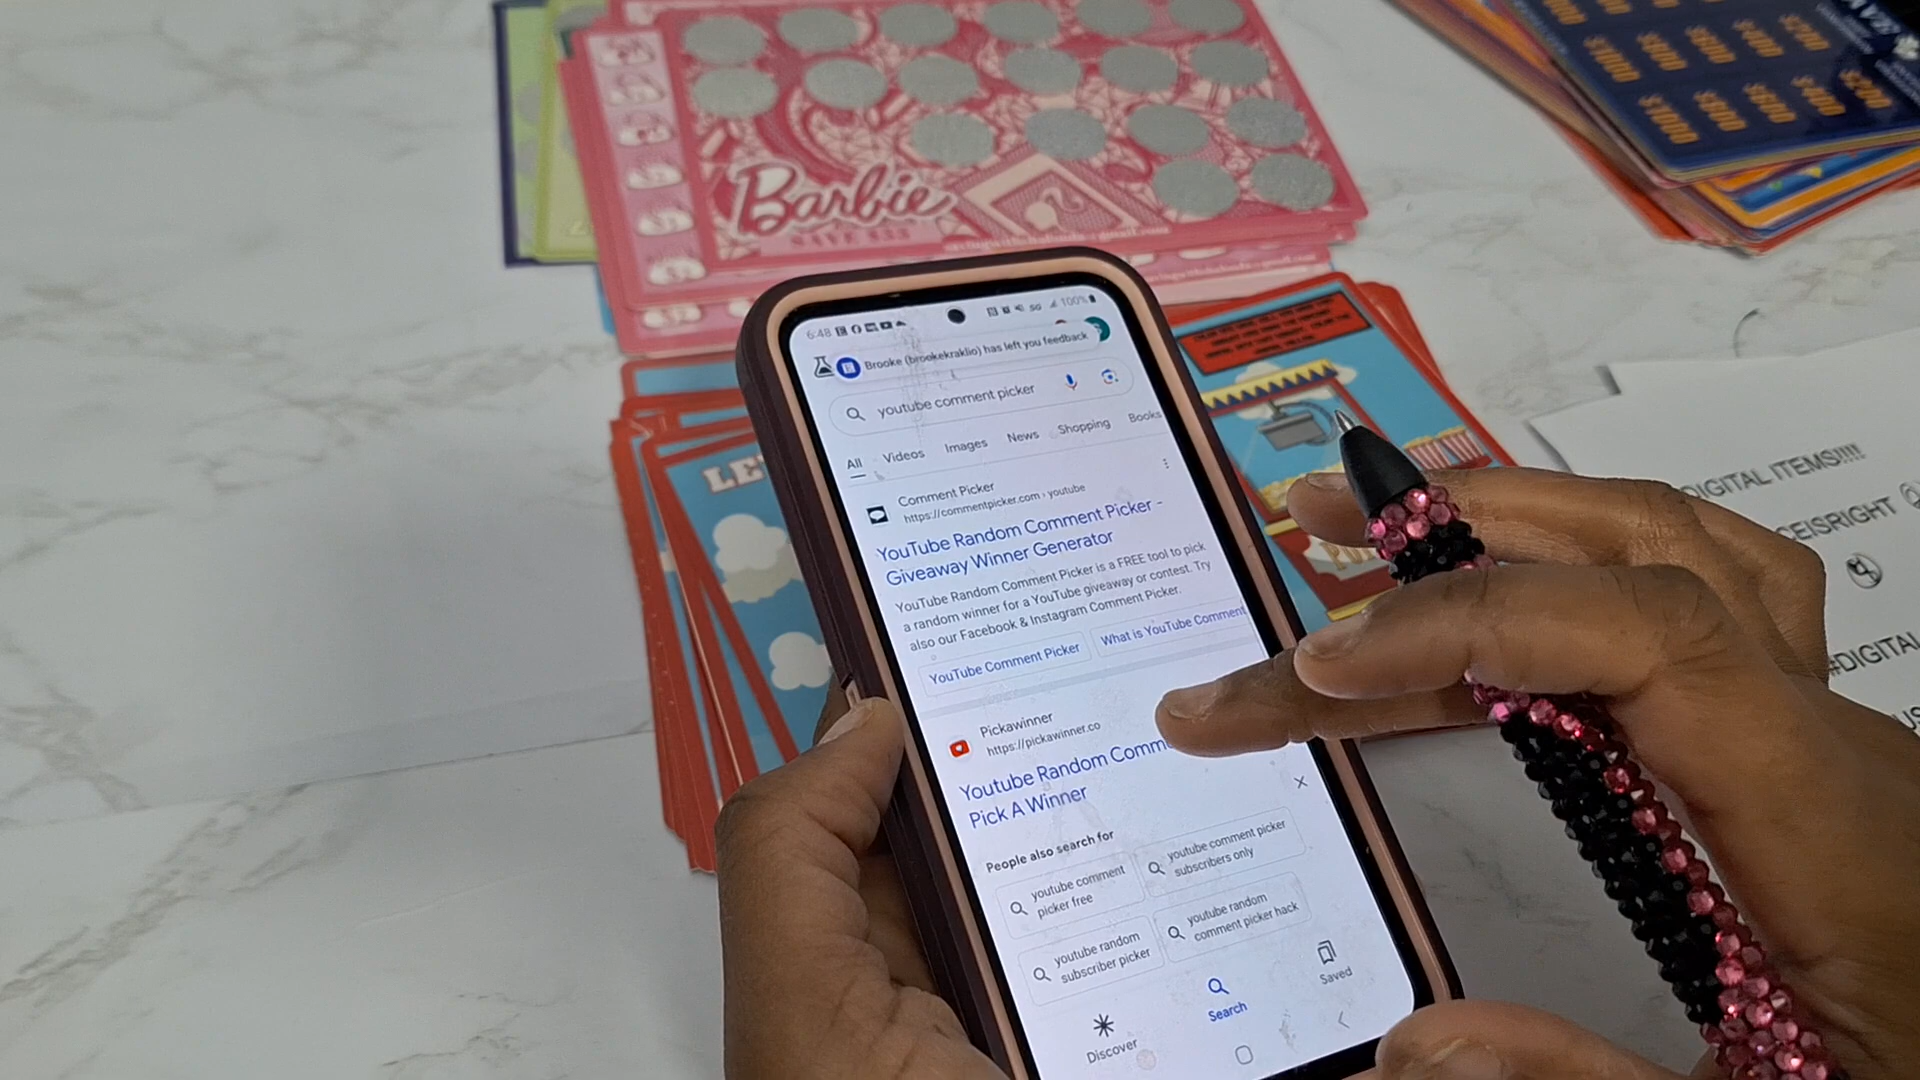 Barbie
SAVE $$$
6:48
5G
100%
Brooke (brookekraklio) has left you feedback
youtube comment picker
All Videos Images News Shopping Books
Comment Picker
https://commentpicker.com › youtube
YouTube Random Comment Picker -
Giveaway Winner Generator
YouTube Random Comment Picker is a FREE tool to pick
a random winner for a YouTube giveaway or contest. Try
also our Facebook & Instagram Comment Picker.
YouTube Comment Picker
What is YouTube Comment
Pickawinner
https://pickawinner.co
Youtube Random Comm
Pick A Winner
People also search for
youtube comment
picker free
youtube comment picker
subscribers only
youtube random
subscriber picker
youtube random
comment picker hack
Discover
Search
Saved
LE
DIGITAL ITEMS!!!!
CEISRIGHT
#DIGITAL